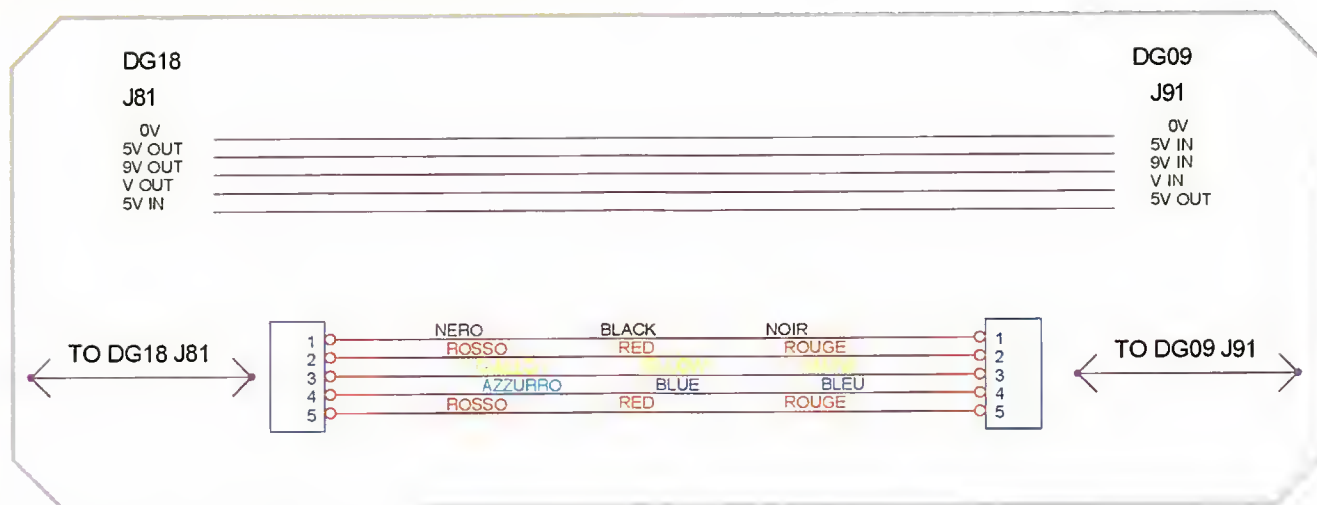 DG18
DG09
J81
J91
0V
0V
5V OUT
5V IN
9V OUT
9V IN
V OUT
V IN
5V IN
5V OUT
1 NERO BLACK NOIR 1
2 ROSSO RED ROUGE 2
3 3
4 AZZURRO BLUE BLEU 4
5 ROSSO RED ROUGE 5
TO DG18 J81
TO DG09 J91